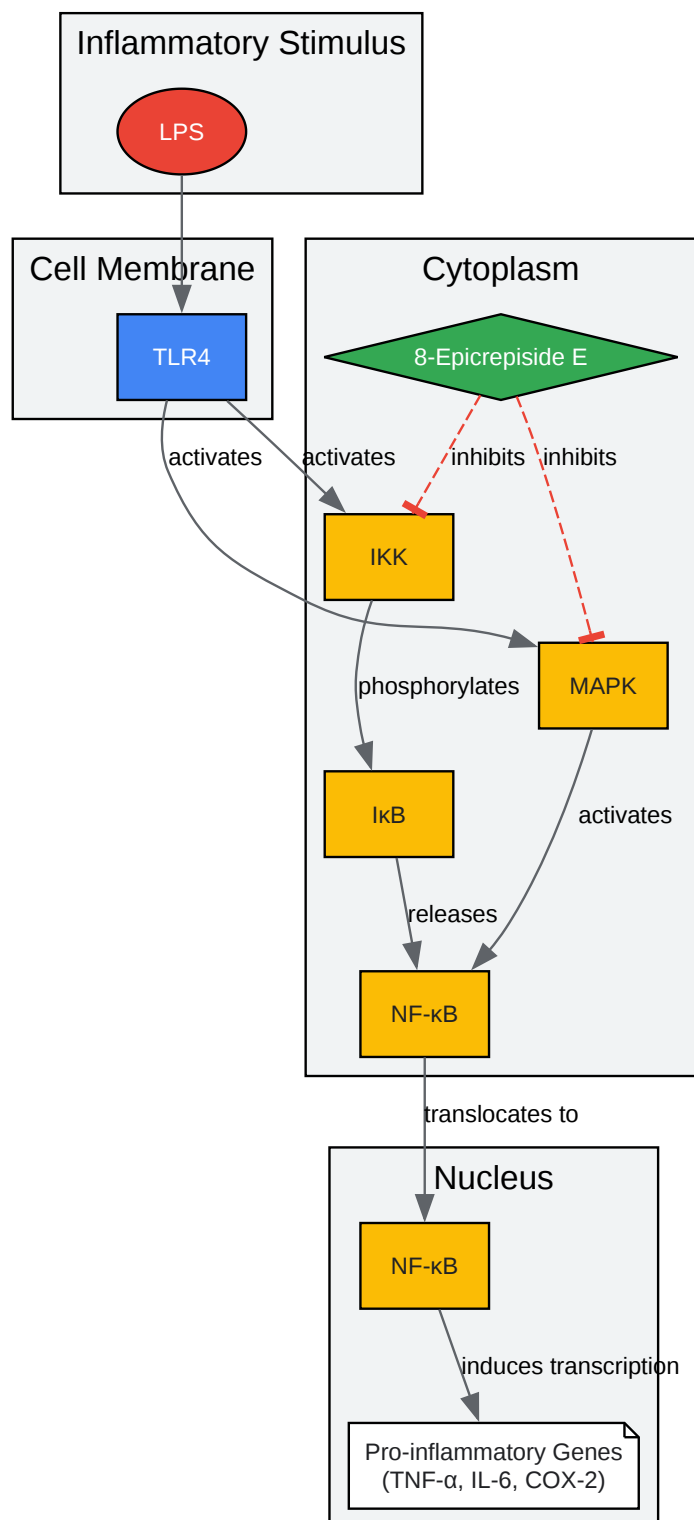 Inflammatory Stimulus
LPS
Cell Membrane
Cytoplasm
TLR4
8-Epicrepiside E
activates
activates
inhibits
inhibits
IKK
MAPK
phosphorylates
IκB
activates
releases
NF-κB
translocates to
Nucleus
NF-κB
induces transcription
Pro-inflammatory Genes
(TNF-α, IL-6, COX-2)